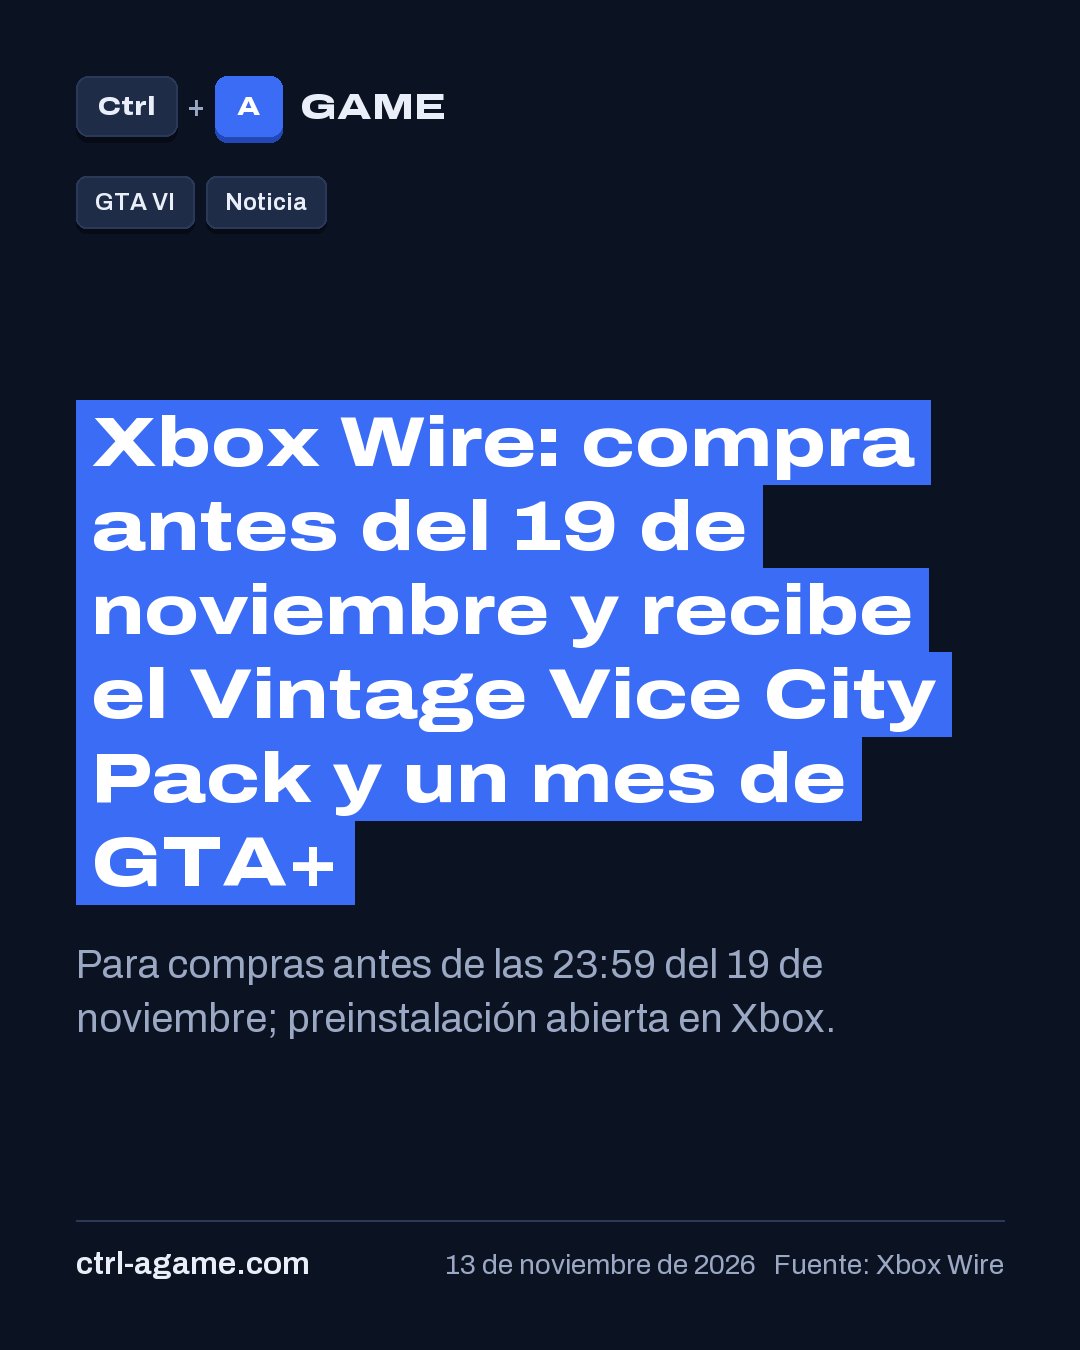 Ctrl + A GAME
GTA VI Noticia
Xbox Wire: compra
antes del 19 de
noviembre y recibe
el Vintage Vice City
Pack y un mes de
GTA+
Para compras antes de las 23:59 del 19 de
noviembre; preinstalación abierta en Xbox.
ctrl-agame.com 13 de noviembre de 2026 Fuente: Xbox Wire